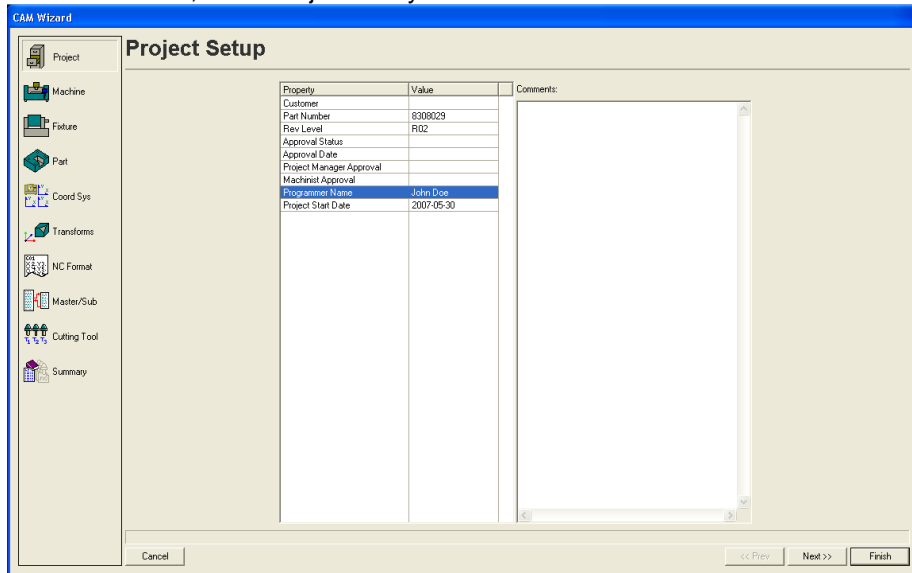 CAM Wizard
Project
Machine
Fixture
Part
Coord Sys
Transforms
NC Format
Master/Sub
Cutting Tool
Summary
Project Setup
Property Value
Customer
Part Number 8308029
Rev Level R02
Approval Status
Approval Date
Project Manager Approval
Machinist Approval
Programmer Name John Doe
Project Start Date 2007-05-30
Comments:
Cancel
<< Prev
Next >>
Finish